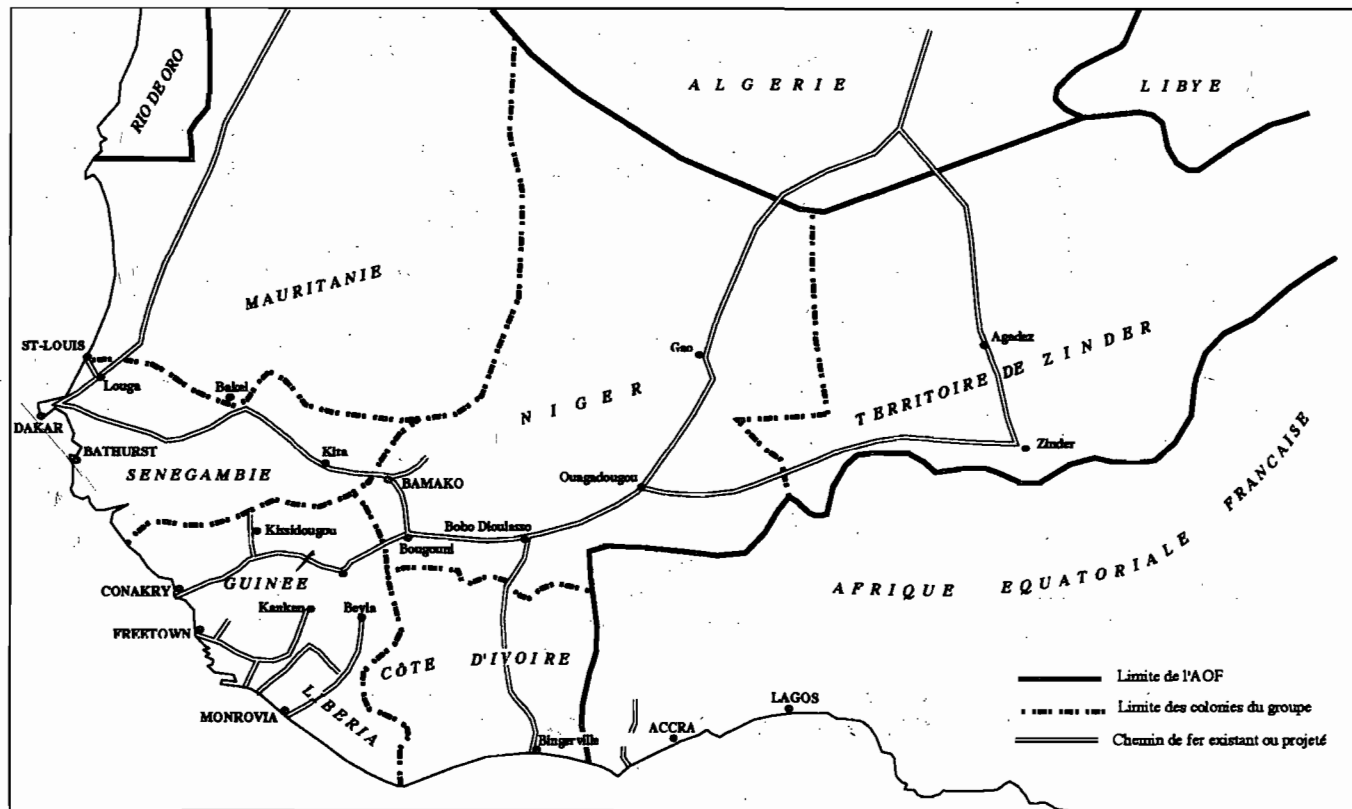 RIO DE ORO
ALGERIE
LIBYE
MAURITANIE
ST-LOUIS
Louga
Bakel
Gao
Agadez
NIGER
TERRITOIRE DE ZINDER
DAKAR
BATHURST
Kita
Zinder
SENEGAMBIE
BAMAKO
Ouagadougou
Kissidougou
Bobo Dioulasso
Bougouni
CONAKRY
GUINEE
AFRIQUE EQUATORIALE FRANCAISE
Kankan
Beyla
FREETOWN
CÔTE D'IVOIRE
LIBERIA
MONROVIA
Bingerville
ACCRA
LAGOS
Limite de l'AOF
Limite des colonies du groupe
Chemin de fer existant ou projeté